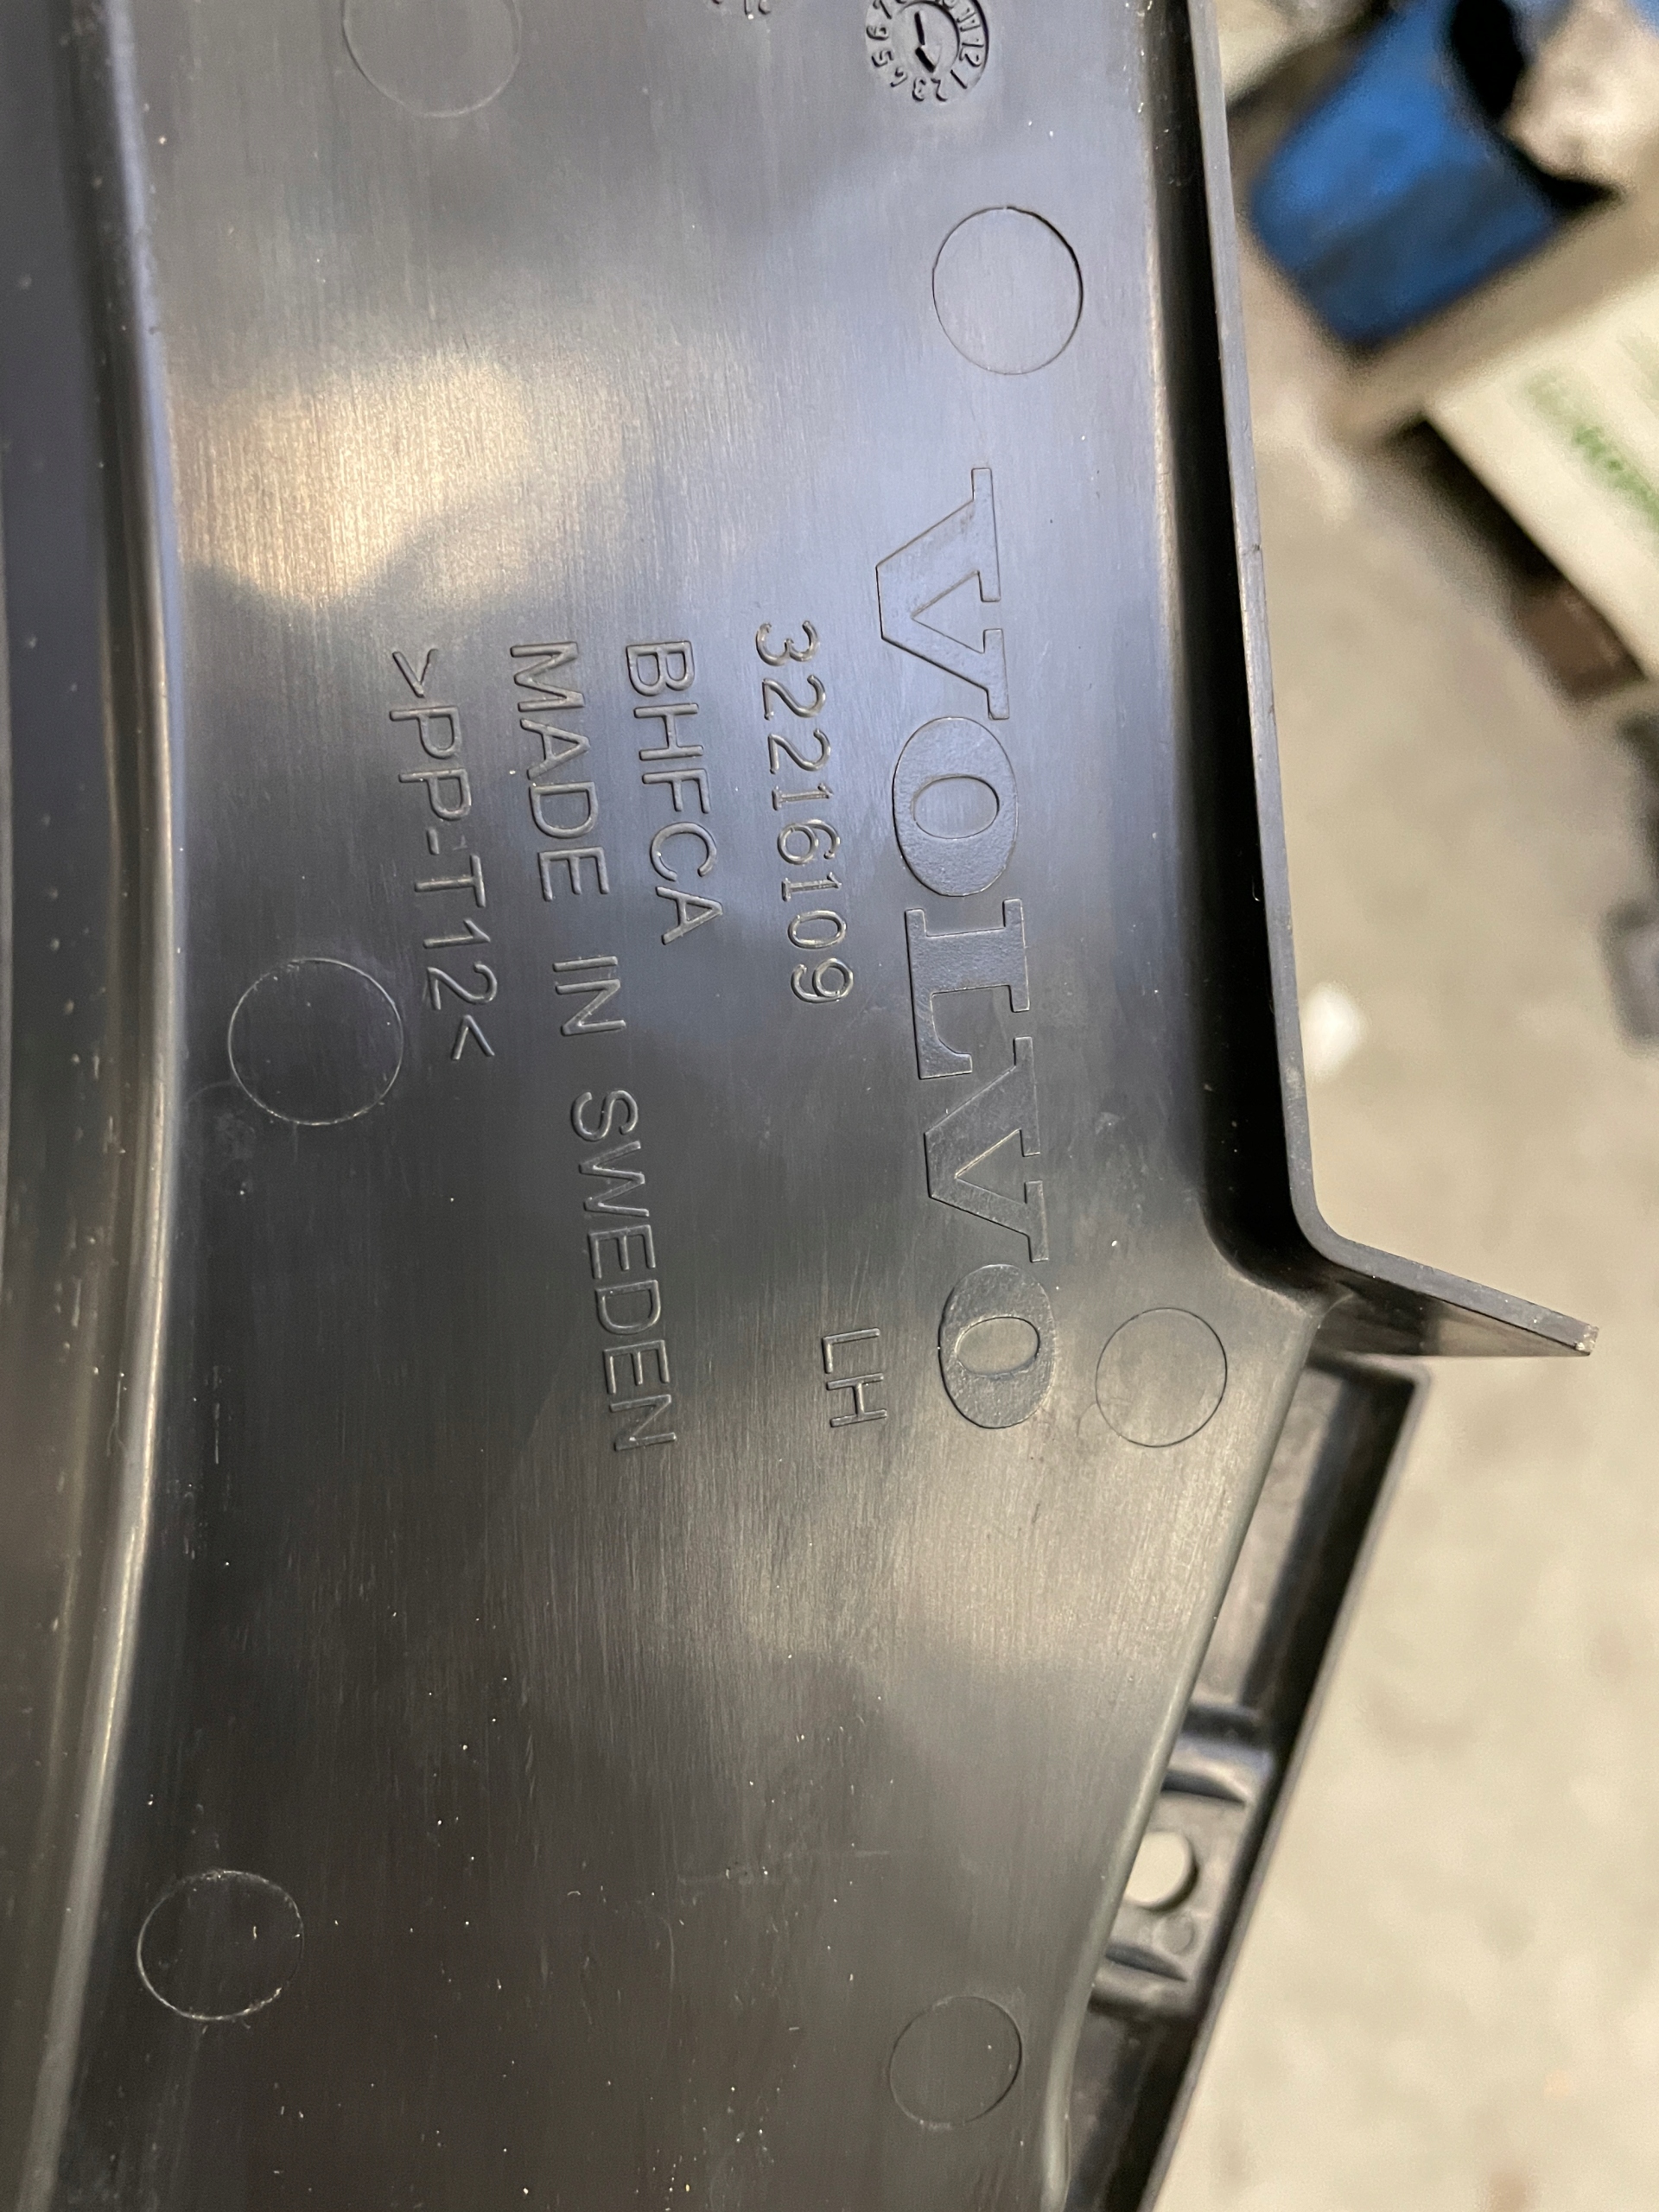 VOLVO
32216109 LH
BHFCA
MADE IN SWEDEN
>PP-T12<